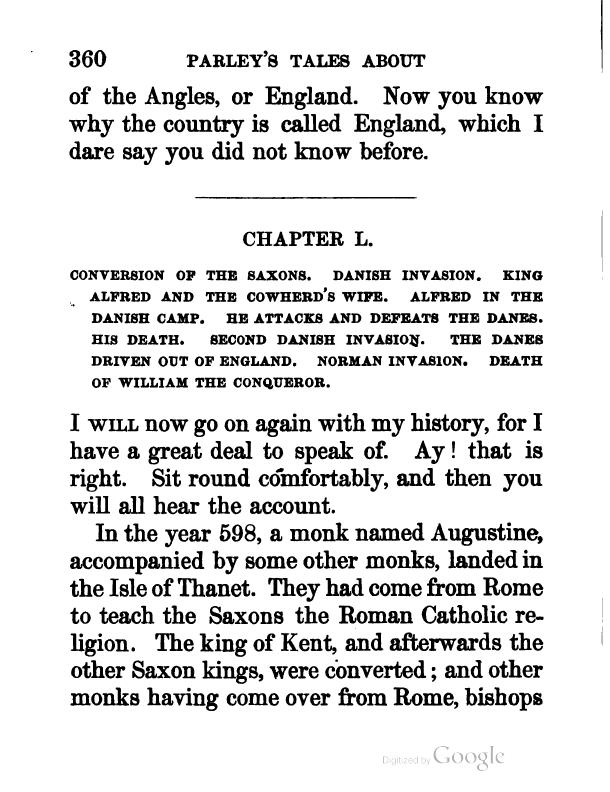 360 PARLEY'S TALES ABOUT
of the Angles, or England. Now you know
why the country is called England, which I
dare say you did not know before.
CHAPTER L.
CONVERSION OF THE SAXONS. DANISH INVASION. KING
ALFRED AND THE COWHERD'S WIFE. ALFRED IN THE
DANISH CAMP. HE ATTACKS AND DEFEATS THE DANES.
HIS DEATH. SECOND DANISH INVASION. THE DANES
DRIVEN OUT OF ENGLAND. NORMAN INVASION. DEATH
OF WILLIAM THE CONQUEROR.
I WILL now go on again with my history, for I
have a great deal to speak of. Ay! that is
right. Sit round comfortably, and then you
will all hear the account.
In the year 598, a monk named Augustine,
accompanied by some other monks, landed in
the Isle of Thanet. They had come from Rome
to teach the Saxons the Roman Catholic re-
ligion. The king of Kent, and afterwards the
other Saxon kings, were converted; and other
monks having come over from Rome, bishops
Digitized by Google